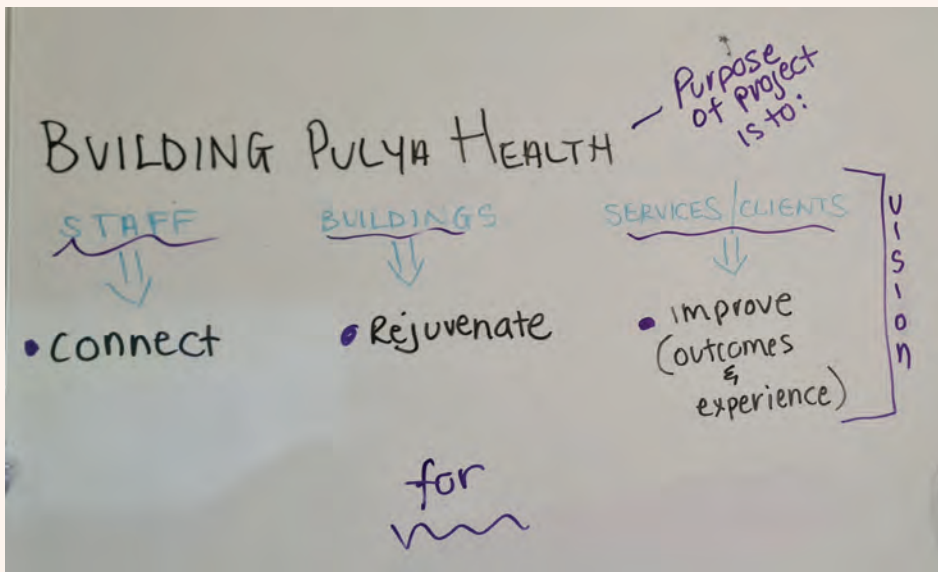 Purpose
of project
is to:
BUILDING PULYA HEALTH
STAFF BUILDINGS SERVICES/CLIENTS
VISION
• Connect • Rejuvenate • improve
(outcomes
&
experience)
for